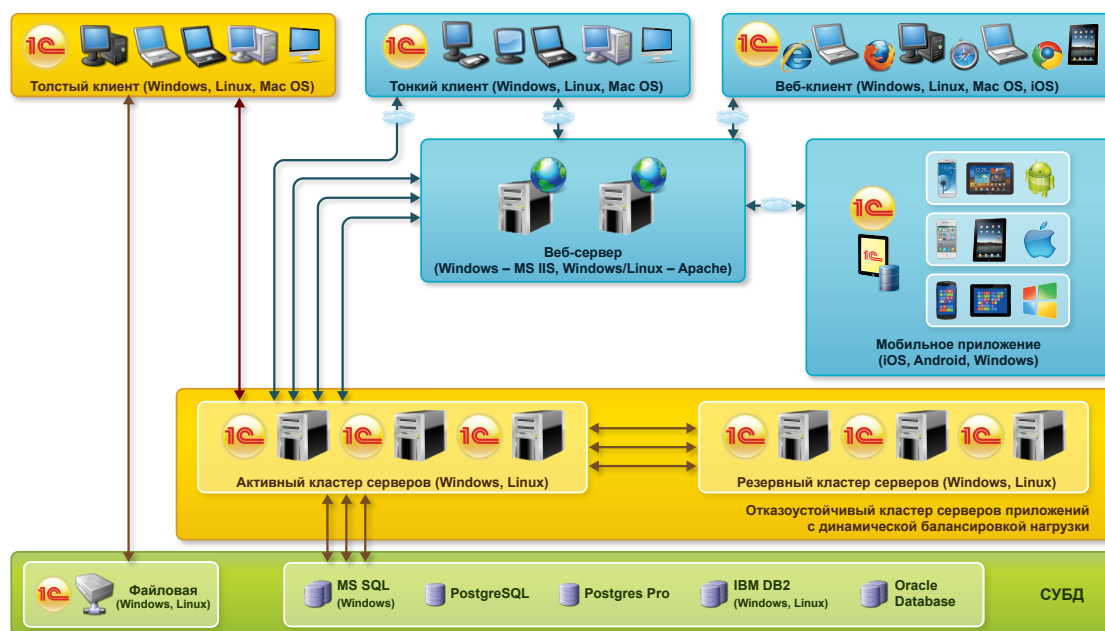 1С
Толстый клиент (Windows, Linux, Mac OS)
1С
Тонкий клиент (Windows, Linux, Mac OS)
1С
Веб-клиент (Windows, Linux, Mac OS, iOS)
Веб-сервер
(Windows – MS IIS, Windows/Linux – Apache)
1С
1С
Мобильное приложение
(iOS, Android, Windows)
1С
1С
1С
Активный кластер серверов (Windows, Linux)
1С
1С
1С
Резервный кластер серверов (Windows, Linux)
Отказоустойчивый кластер серверов приложений
с динамической балансировкой нагрузки
1С
Файловая
(Windows, Linux)
MS SQL
(Windows)
PostgreSQL
Postgres Pro
IBM DB2
(Windows, Linux)
Oracle
Database
СУБД